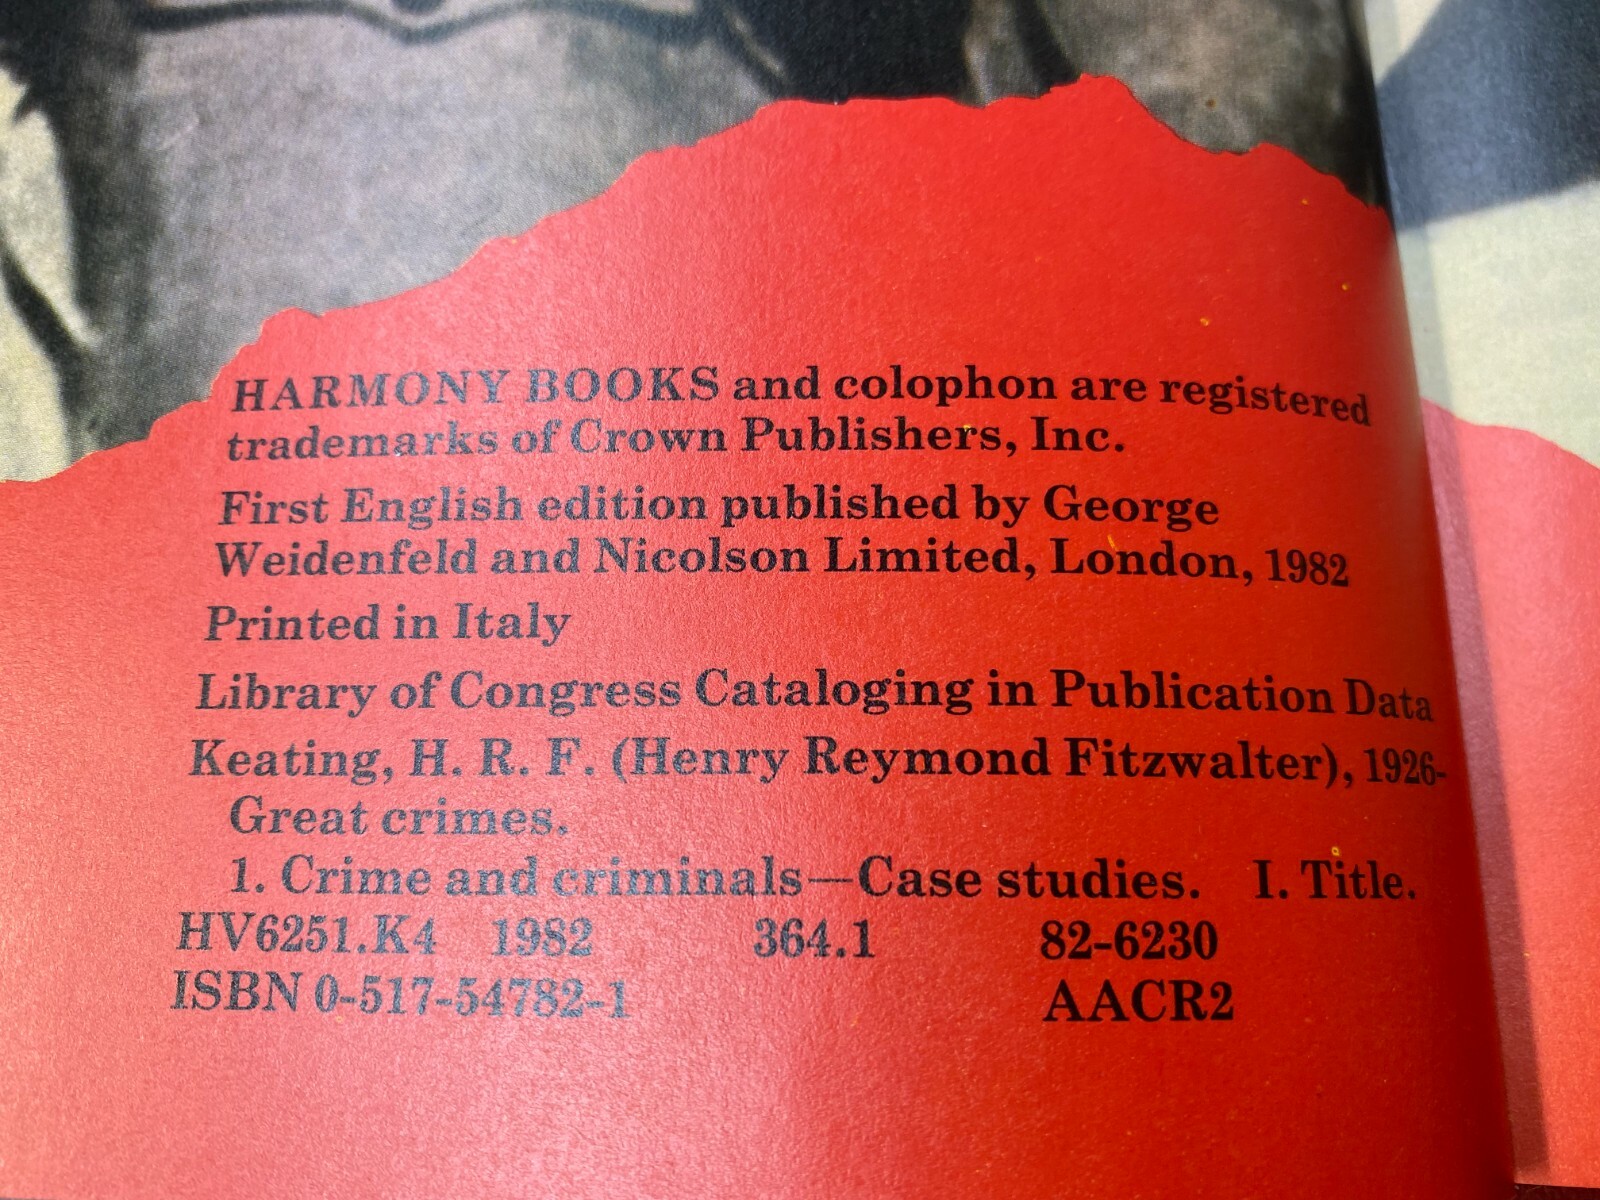 HARMONY BOOKS and colophon are registered
trademarks of Crown Publishers, Inc.
First English edition published by George
Weidenfeld and Nicolson Limited, London, 1982
Printed in Italy
Library of Congress Cataloging in Publication Data
Keating, H. R. F. (Henry Reymond Fitzwalter), 1926-
Great crimes.
1. Crime and criminals—Case studies. I. Title.
HV6251.K4 1982 364.1 82-6230
ISBN 0-517-54782-1 AACR2